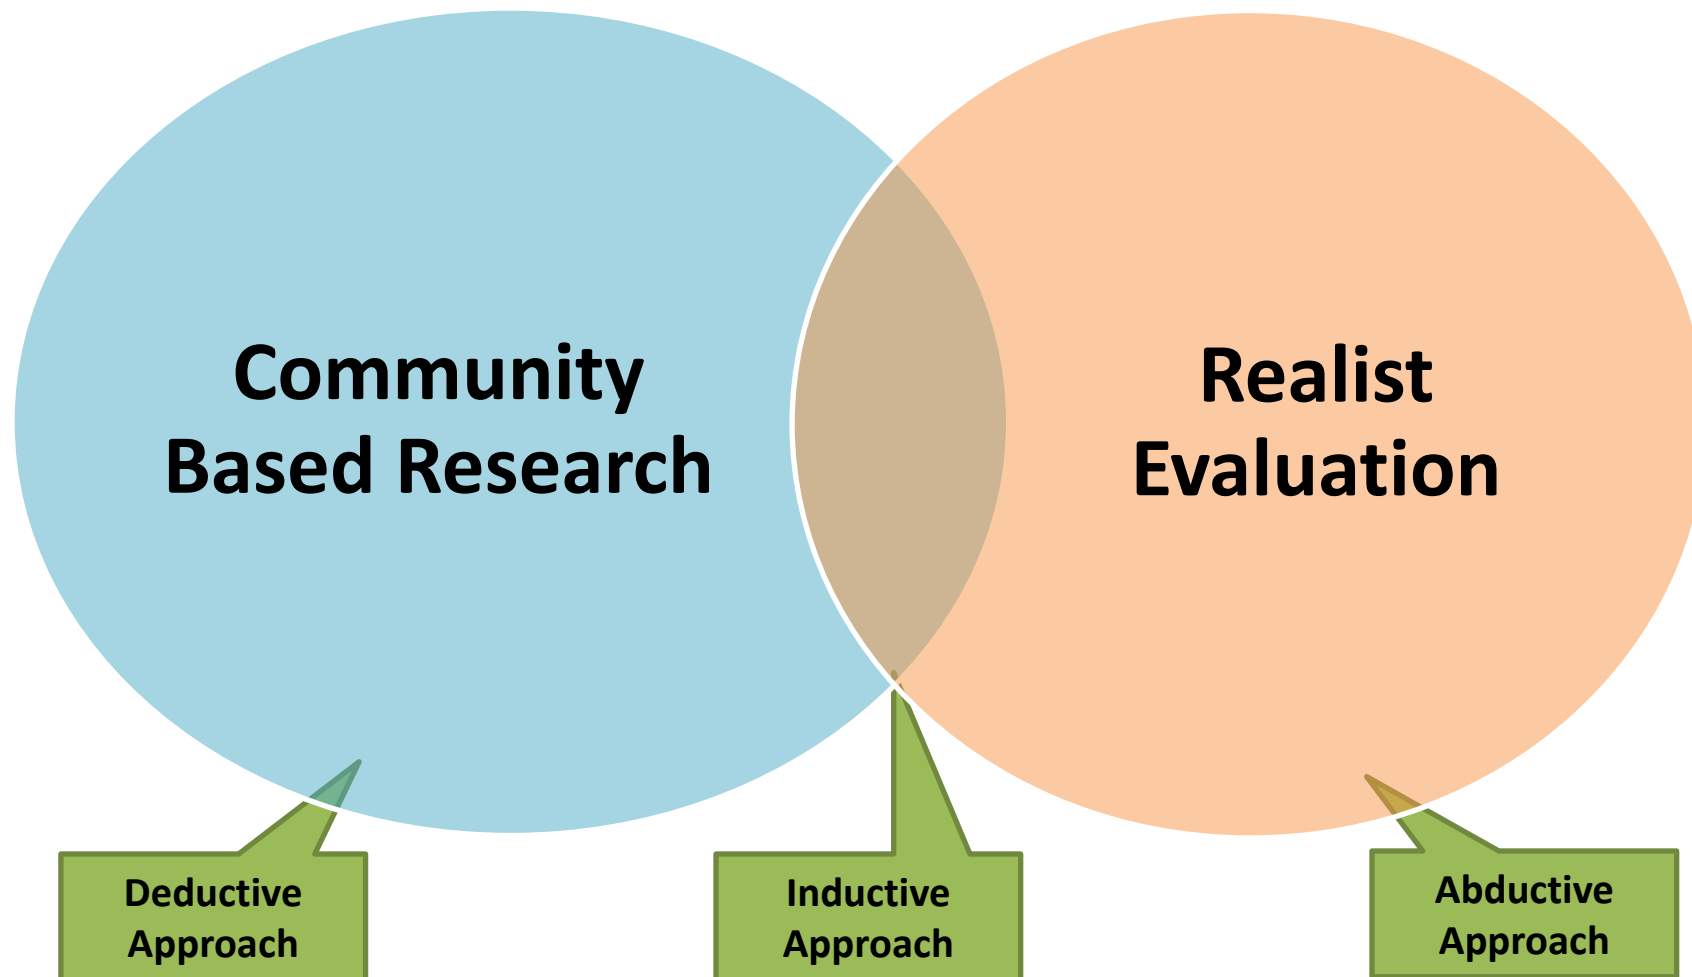 Community
Based Research
Realist
Evaluation
Deductive
Approach
Inductive
Approach
Abductive
Approach